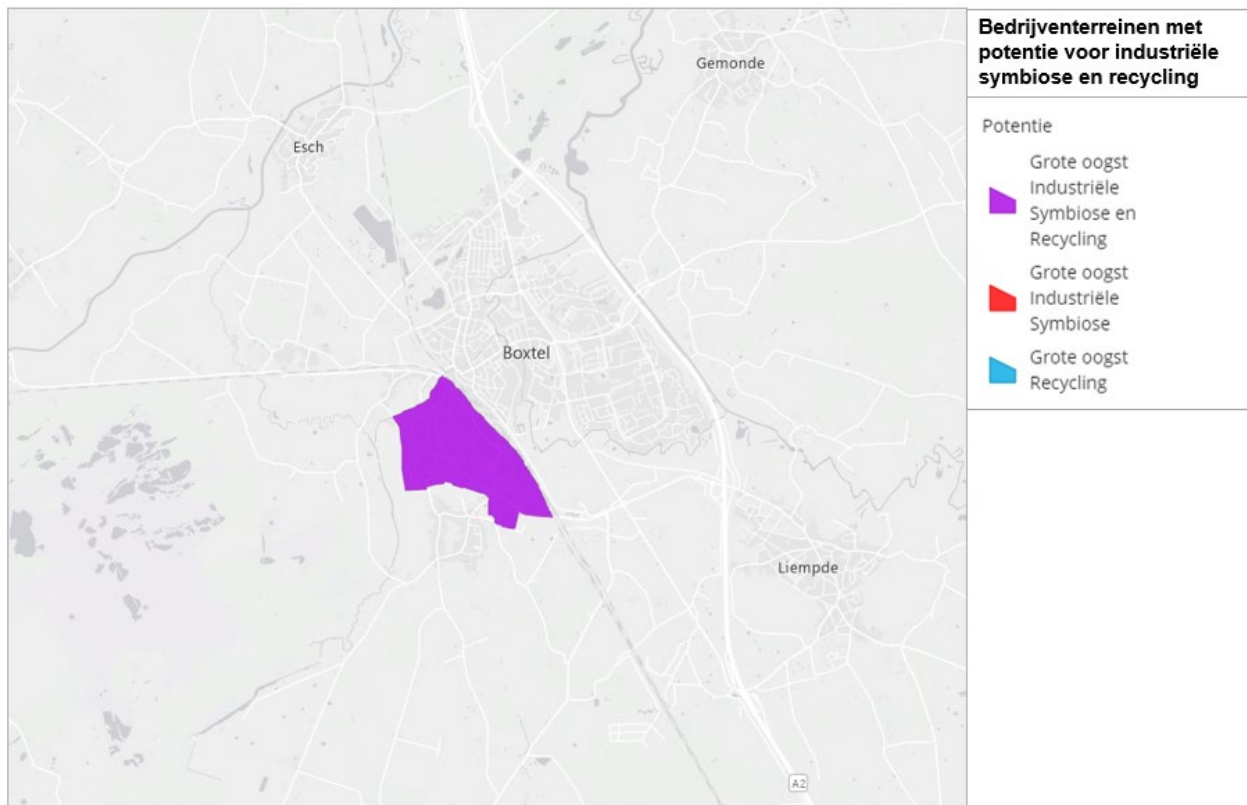 Bedrijventerreinen met
potentie voor industriële
symbiose en recycling
Potentie
Grote oogst
Industriële
Symbiose en
Recycling
Grote oogst
Industriële
Symbiose
Grote oogst
Recycling
Gemonde
Esch
Boxtel
Liempde
A2